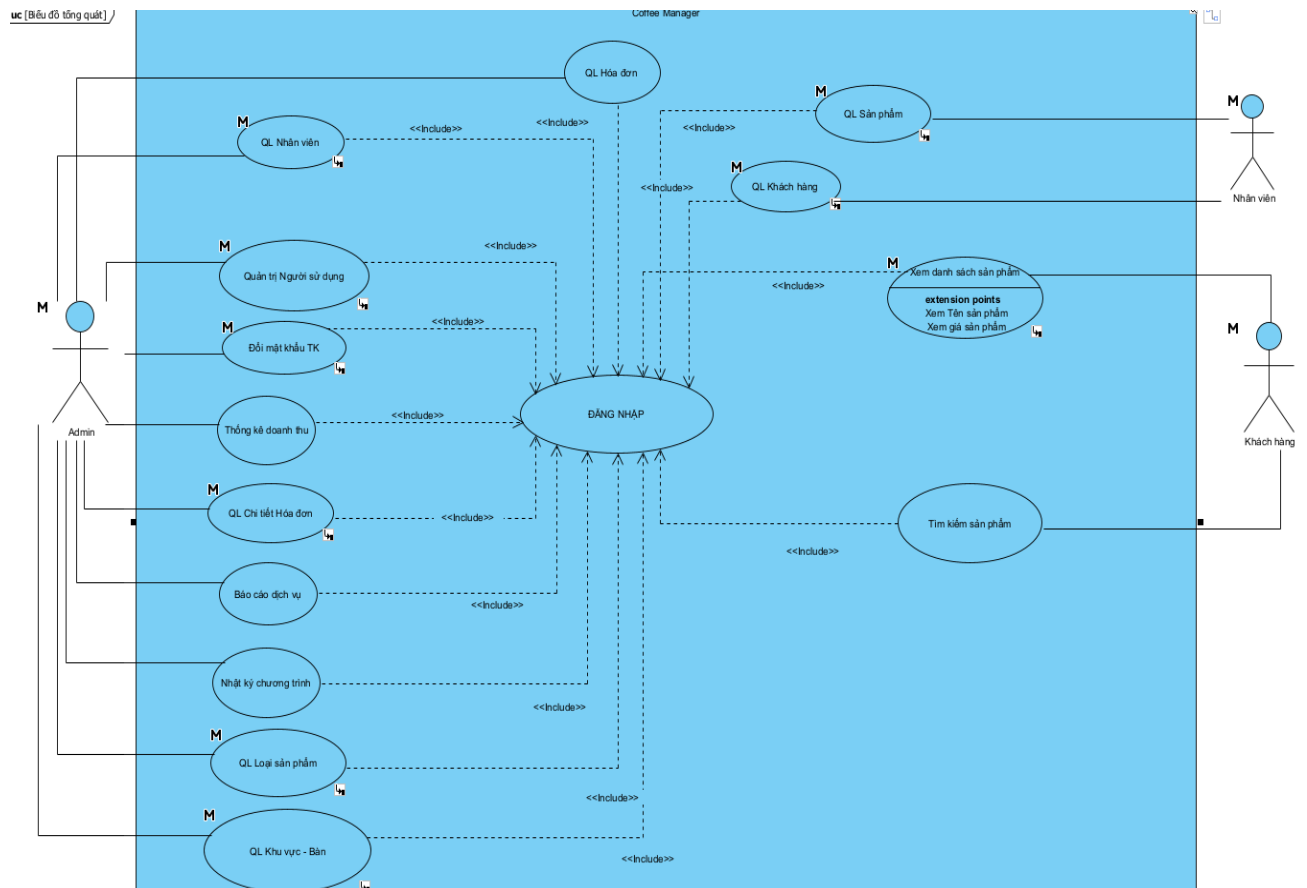 uc [Biểu đồ tổng quát]
Coffee Manager
QL Hóa đơn
M
QL Sản phẩm
M
Nhân viên
M
QL Nhân viên
<<Include>>
<<Include>>
<<Include>>
M
QL Khách hàng
<<Include>>
M
Quản trị Người sử dụng
<<Include>>
M
Xem danh sách sản phẩm
extension points
Xem Tên sản phẩm
Xem giá sản phẩm
<<Include>>
M
Admin
M
Đổi mật khẩu TK
<<Include>>
M
Khách hàng
ĐĂNG NHẬP
Thống kê doanh thu
<<Include>>
M
QL Chi tiết Hóa đơn
<<Include>>
Tìm kiếm sản phẩm
<<Include>>
Báo cáo dịch vụ
<<Include>>
Nhật ký chương trình
<<Include>>
M
QL Loại sản phẩm
<<Include>>
M
QL Khu vực - Bàn
<<Include>>